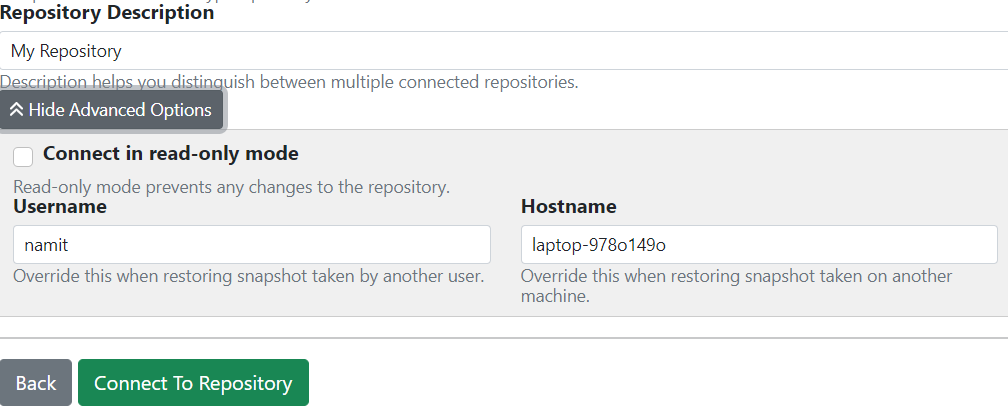 Repository Description
My Repository
Description helps you distinguish between multiple connected repositories.
Hide Advanced Options
Connect in read-only mode
Read-only mode prevents any changes to the repository.
Username
Hostname
namit
laptop-978o149o
Override this when restoring snapshot taken by another user.
Override this when restoring snapshot taken on another
machine.
Back
Connect To Repository